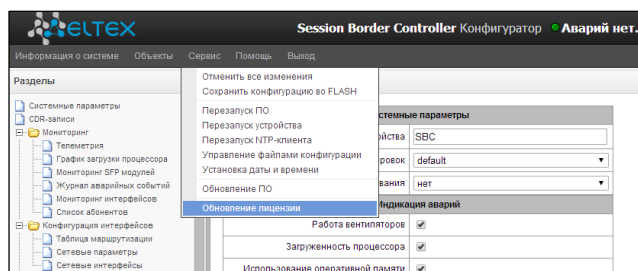 ELTEX
Session Border Controller Конфигуратор Аварий нет.
Информация о системе Объекты Сервис Помощь Выход
Разделы
Системные параметры
CDR-записи
Мониторинг
Телеметрия
График загрузки процессора
Мониторинг SFP модулей
Журнал аварийных событий
Мониторинг интерфейсов
Список абонентов
Конфигурация интерфейсов
Таблица маршрутизации
Сетевые параметры
Сетевые интерфейсы
Отменить все изменения
Сохранить конфигурацию во FLASH
Перезапуск ПО
Перезапуск устройства
Перезапуск NTP-клиента
Управление файлами конфигурации
Установка даты и времени
Обновление ПО
Обновление лицензии
стемные параметры
ойства SBC
ровок default
вания нет
Индикация аварий
Работа вентиляторов
Загруженность процессора
Использование оперативной памяти